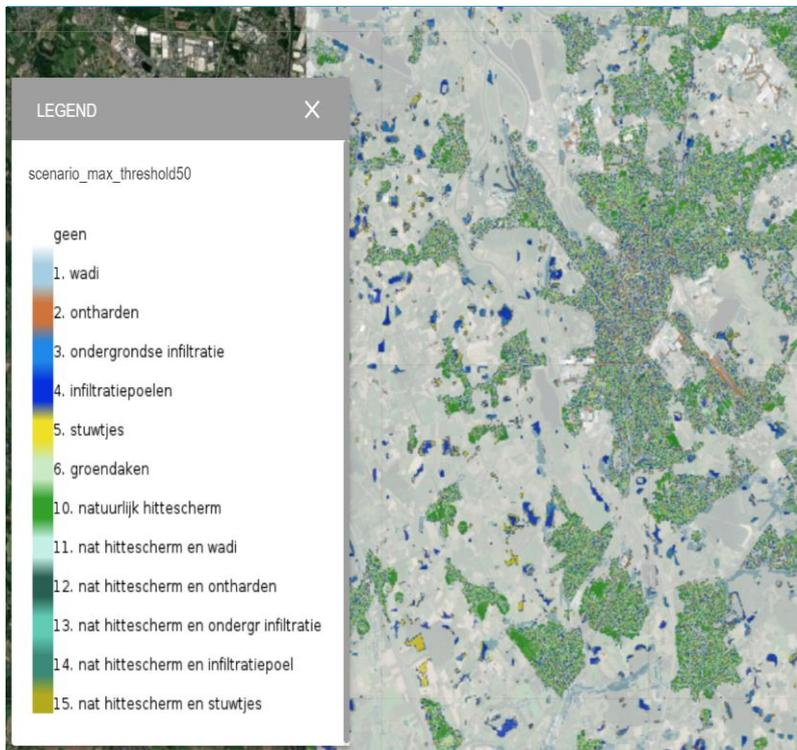 LEGEND X
scenario_max_threshold50
geen
1. wadi
2. ontharden
3. ondergrondse infiltratie
4. infiltratiepoelen
5. stuwtjes
6. groendaken
10. natuurlijk hittescherm
11. nat hittescherm en wadi
12. nat hittescherm en ontharden
13. nat hittescherm en ondergr infiltratie
14. nat hittescherm en infiltratiepoel
15. nat hittescherm en stuwtjes